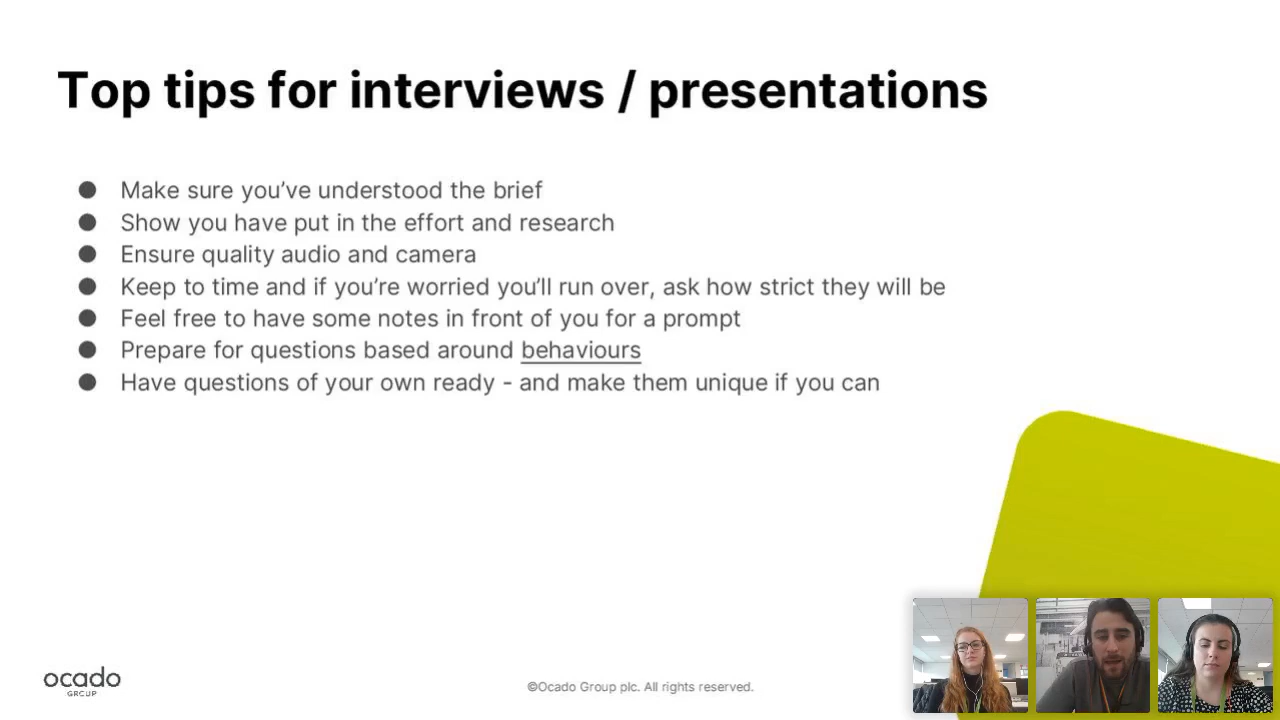 Top tips for interviews / presentations
● Make sure you’ve understood the brief
● Show you have put in the effort and research
● Ensure quality audio and camera
● Keep to time and if you’re worried you’ll run over, ask how strict they will be
● Feel free to have some notes in front of you for a prompt
● Prepare for questions based around behaviours
● Have questions of your own ready - and make them unique if you can
ocado
GROUP
©Ocado Group plc. All rights reserved.